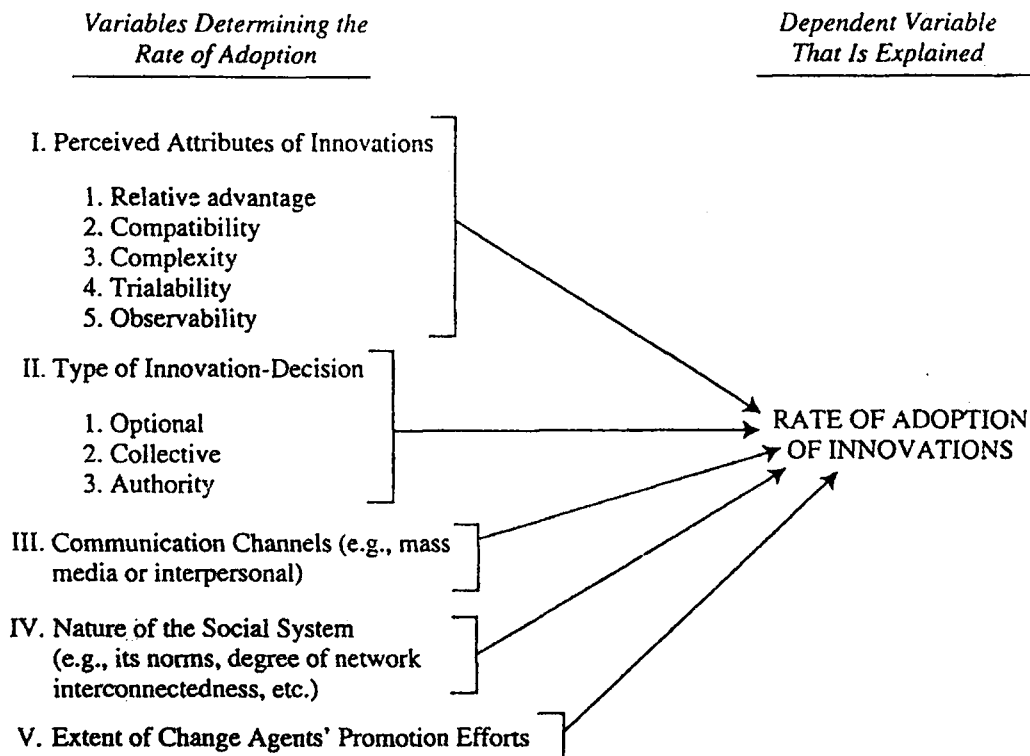 Variables Determining the
Rate of Adoption
Dependent Variable
That Is Explained
I. Perceived Attributes of Innovations
1. Relative advantage
2. Compatibility
3. Complexity
4. Trialability
5. Observability
II. Type of Innovation-Decision
1. Optional
2. Collective
3. Authority
III. Communication Channels (e.g., mass
media or interpersonal)
IV. Nature of the Social System
(e.g., its norms, degree of network
interconnectedness, etc.)
V. Extent of Change Agents' Promotion Efforts
RATE OF ADOPTION
OF INNOVATIONS